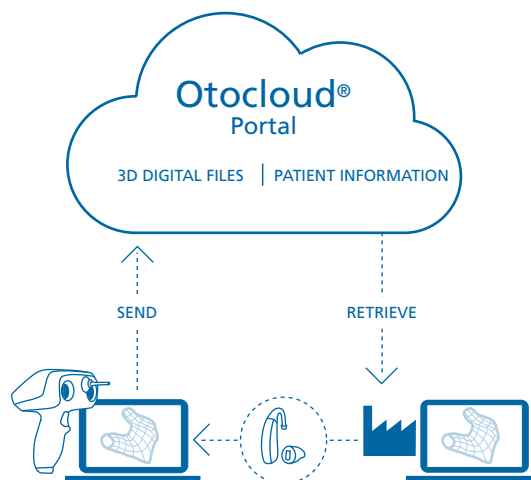 Otocloud®
Portal
3D DIGITAL FILES | PATIENT INFORMATION
SEND
RETRIEVE